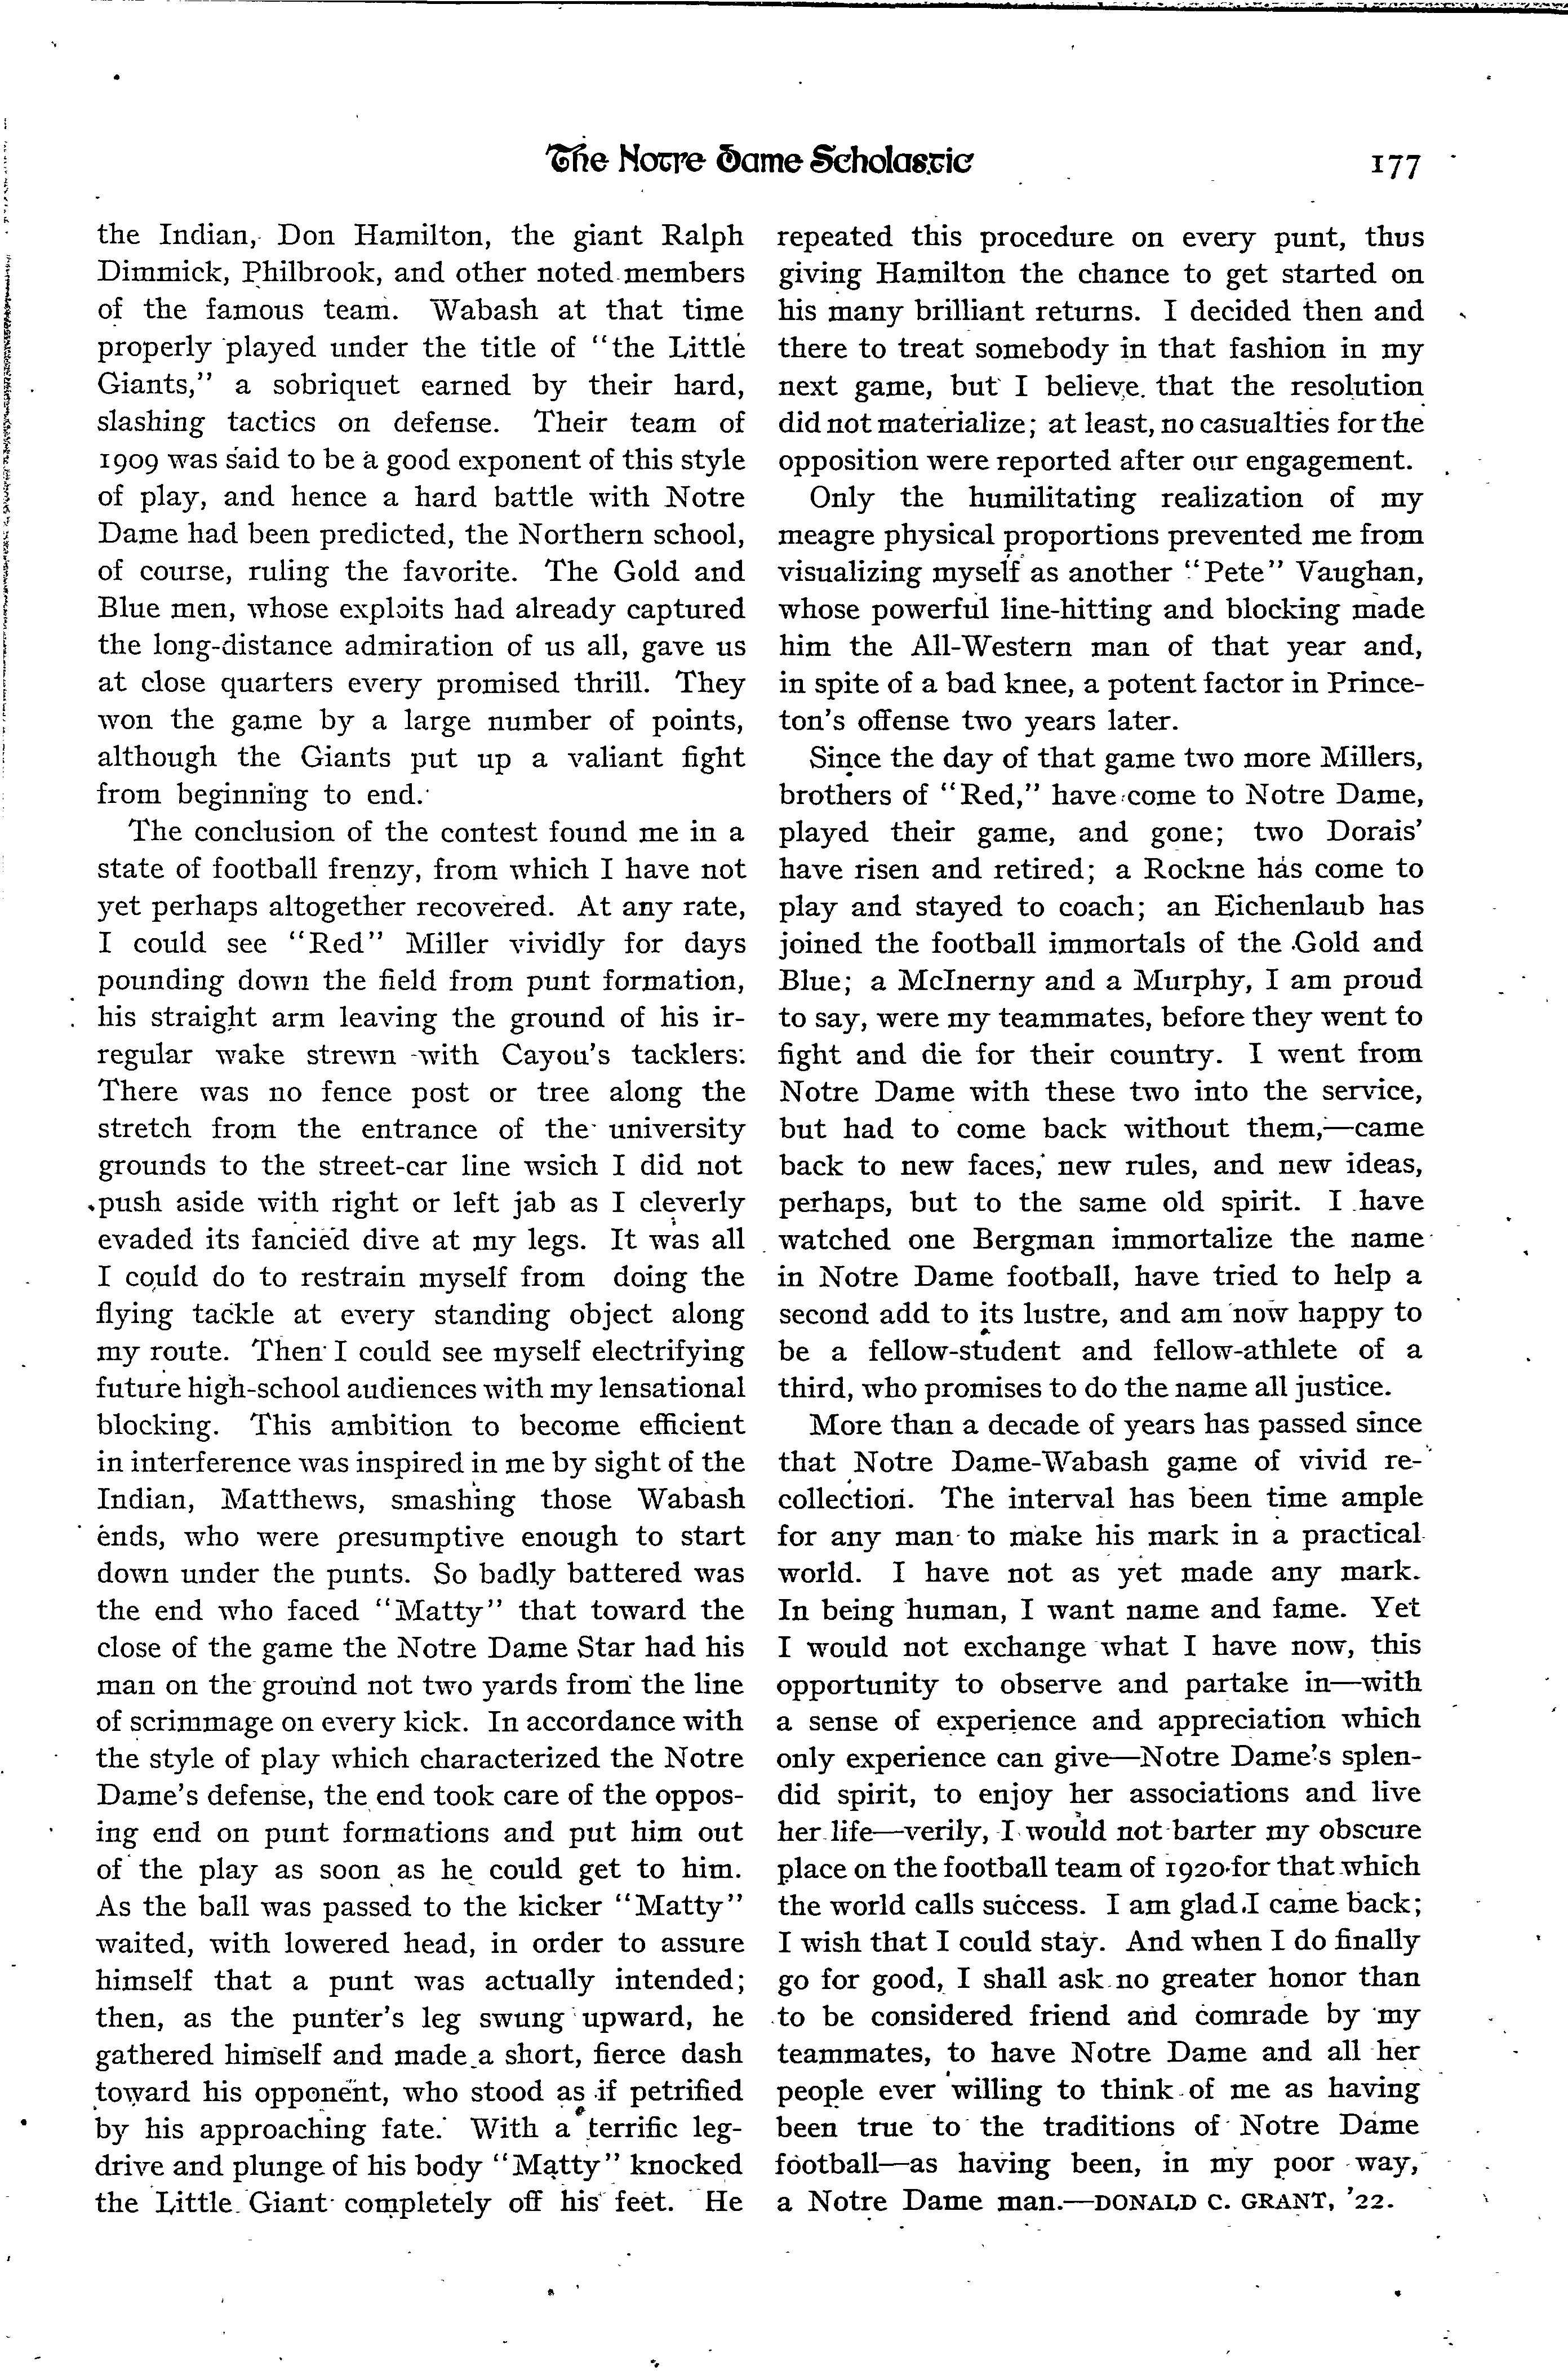 The Notre Dame Scholastic
177
the Indian, Don Hamilton, the giant Ralph
Dimmick, Philbrook, and other noted members
of the famous team. Wabash at that time
properly played under the title of "the Little
Giants," a sobriquet earned by their hard,
slashing tactics on defense. Their team of
1909 was said to be a good exponent of this style
of play, and hence a hard battle with Notre
Dame had been predicted, the Northern school,
of course, ruling the favorite. The Gold and
Blue men, whose exploits had already captured
the long-distance admiration of us all, gave us
at close quarters every promised thrill. They
won the game by a large number of points,
although the Giants put up a valiant fight
from beginning to end.
The conclusion of the contest found me in a
state of football frenzy, from which I have not
yet perhaps altogether recovered. At any rate,
I could see "Red" Miller vividly for days
pounding down the field from punt formation,
his straight arm leaving the ground of his ir-
regular wake strewn with Cayou's tacklers.
There was no fence post or tree along the
stretch from the entrance of the university
grounds to the street-car line wsich I did not
push aside with right or left jab as I cleverly
evaded its fancied dive at my legs. It was all
I could do to restrain myself from doing the
flying tackle at every standing object along
my route. Then I could see myself electrifying
future high-school audiences with my lensational
blocking. This ambition to become efficient
in interference was inspired in me by sight of the
Indian, Matthews, smashing those Wabash
ends, who were presumptive enough to start
down under the punts. So badly battered was
the end who faced "Matty" that toward the
close of the game the Notre Dame Star had his
man on the ground not two yards from the line
of scrimmage on every kick. In accordance with
the style of play which characterized the Notre
Dame's defense, the end took care of the oppos-
ing end on punt formations and put him out
of the play as soon as he could get to him.
As the ball was passed to the kicker "Matty"
waited, with lowered head, in order to assure
himself that a punt was actually intended;
then, as the punter's leg swung upward, he
gathered himself and made a short, fierce dash
toward his opponent, who stood as if petrified
by his approaching fate. With a terrific leg-
drive and plunge of his body "Matty" knocked
the Little Giant completely off his feet. He
repeated this procedure on every punt, thus
giving Hamilton the chance to get started on
his many brilliant returns. I decided then and
there to treat somebody in that fashion in my
next game, but I believe that the resolution
did not materialize; at least, no casualties for the
opposition were reported after our engagement.
Only the humilitating realization of my
meagre physical proportions prevented me from
visualizing myself as another "Pete" Vaughan,
whose powerful line-hitting and blocking made
him the All-Western man of that year and,
in spite of a bad knee, a potent factor in Prince-
ton's offense two years later.
Since the day of that game two more Millers,
brothers of "Red," have come to Notre Dame,
played their game, and gone; two Dorais'
have risen and retired; a Rockne has come to
play and stayed to coach; an Eichenlaub has
joined the football immortals of the Gold and
Blue; a McInerny and a Murphy, I am proud
to say, were my teammates, before they went to
fight and die for their country. I went from
Notre Dame with these two into the service,
but had to come back without them,—came
back to new faces, new rules, and new ideas,
perhaps, but to the same old spirit. I have
watched one Bergman immortalize the name
in Notre Dame football, have tried to help a
second add to its lustre, and am now happy to
be a fellow-student and fellow-athlete of a
third, who promises to do the name all justice.
More than a decade of years has passed since
that Notre Dame-Wabash game of vivid re-
collection. The interval has been time ample
for any man to make his mark in a practical
world. I have not as yet made any mark.
In being human, I want name and fame. Yet
I would not exchange what I have now, this
opportunity to observe and partake in—with
a sense of experience and appreciation which
only experience can give—Notre Dame's splen-
did spirit, to enjoy her associations and live
her life—verily, I would not barter my obscure
place on the football team of 1920 for that which
the world calls success. I am glad I came back;
I wish that I could stay. And when I do finally
go for good, I shall ask no greater honor than
to be considered friend and comrade by my
teammates, to have Notre Dame and all her
people ever willing to think of me as having
been true to the traditions of Notre Dame
football—as having been, in my poor way,
a Notre Dame man.—DONALD C. GRANT, '22.